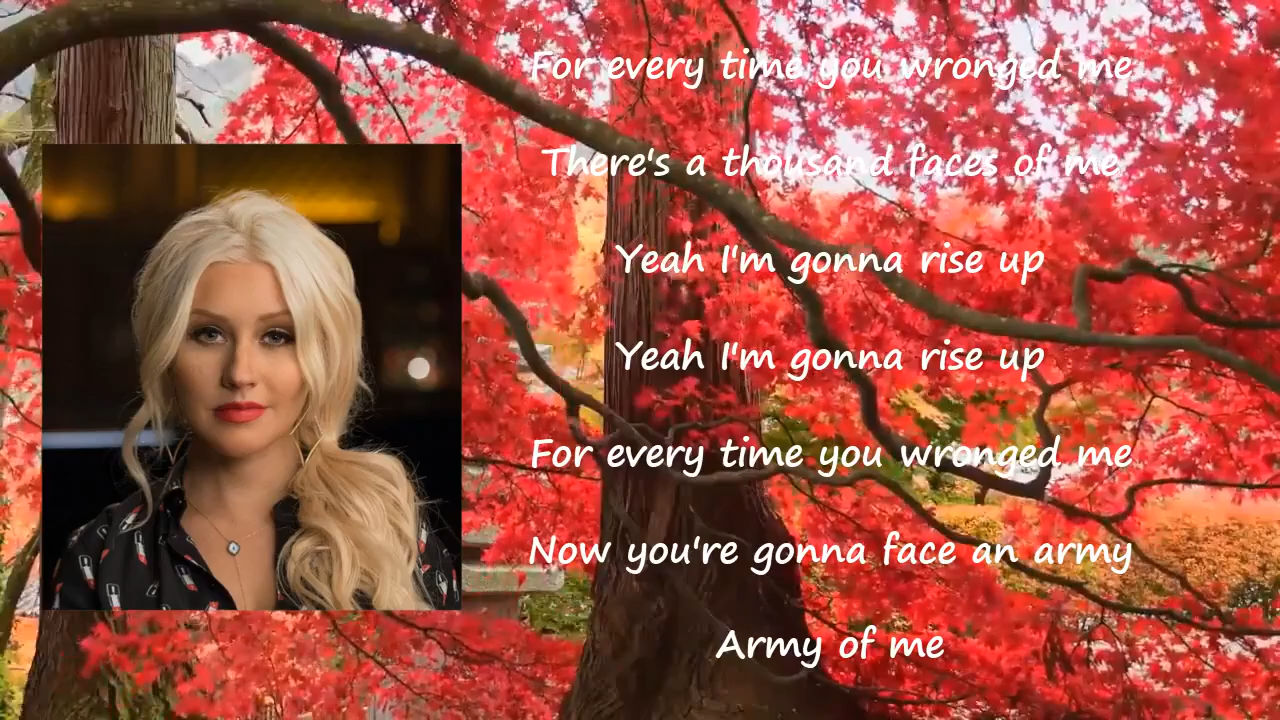 For every time you wronged me
There's a thousand faces of me
Yeah I'm gonna rise up
Yeah I'm gonna rise up
For every time you wronged me
Now you're gonna face an army
Army of me